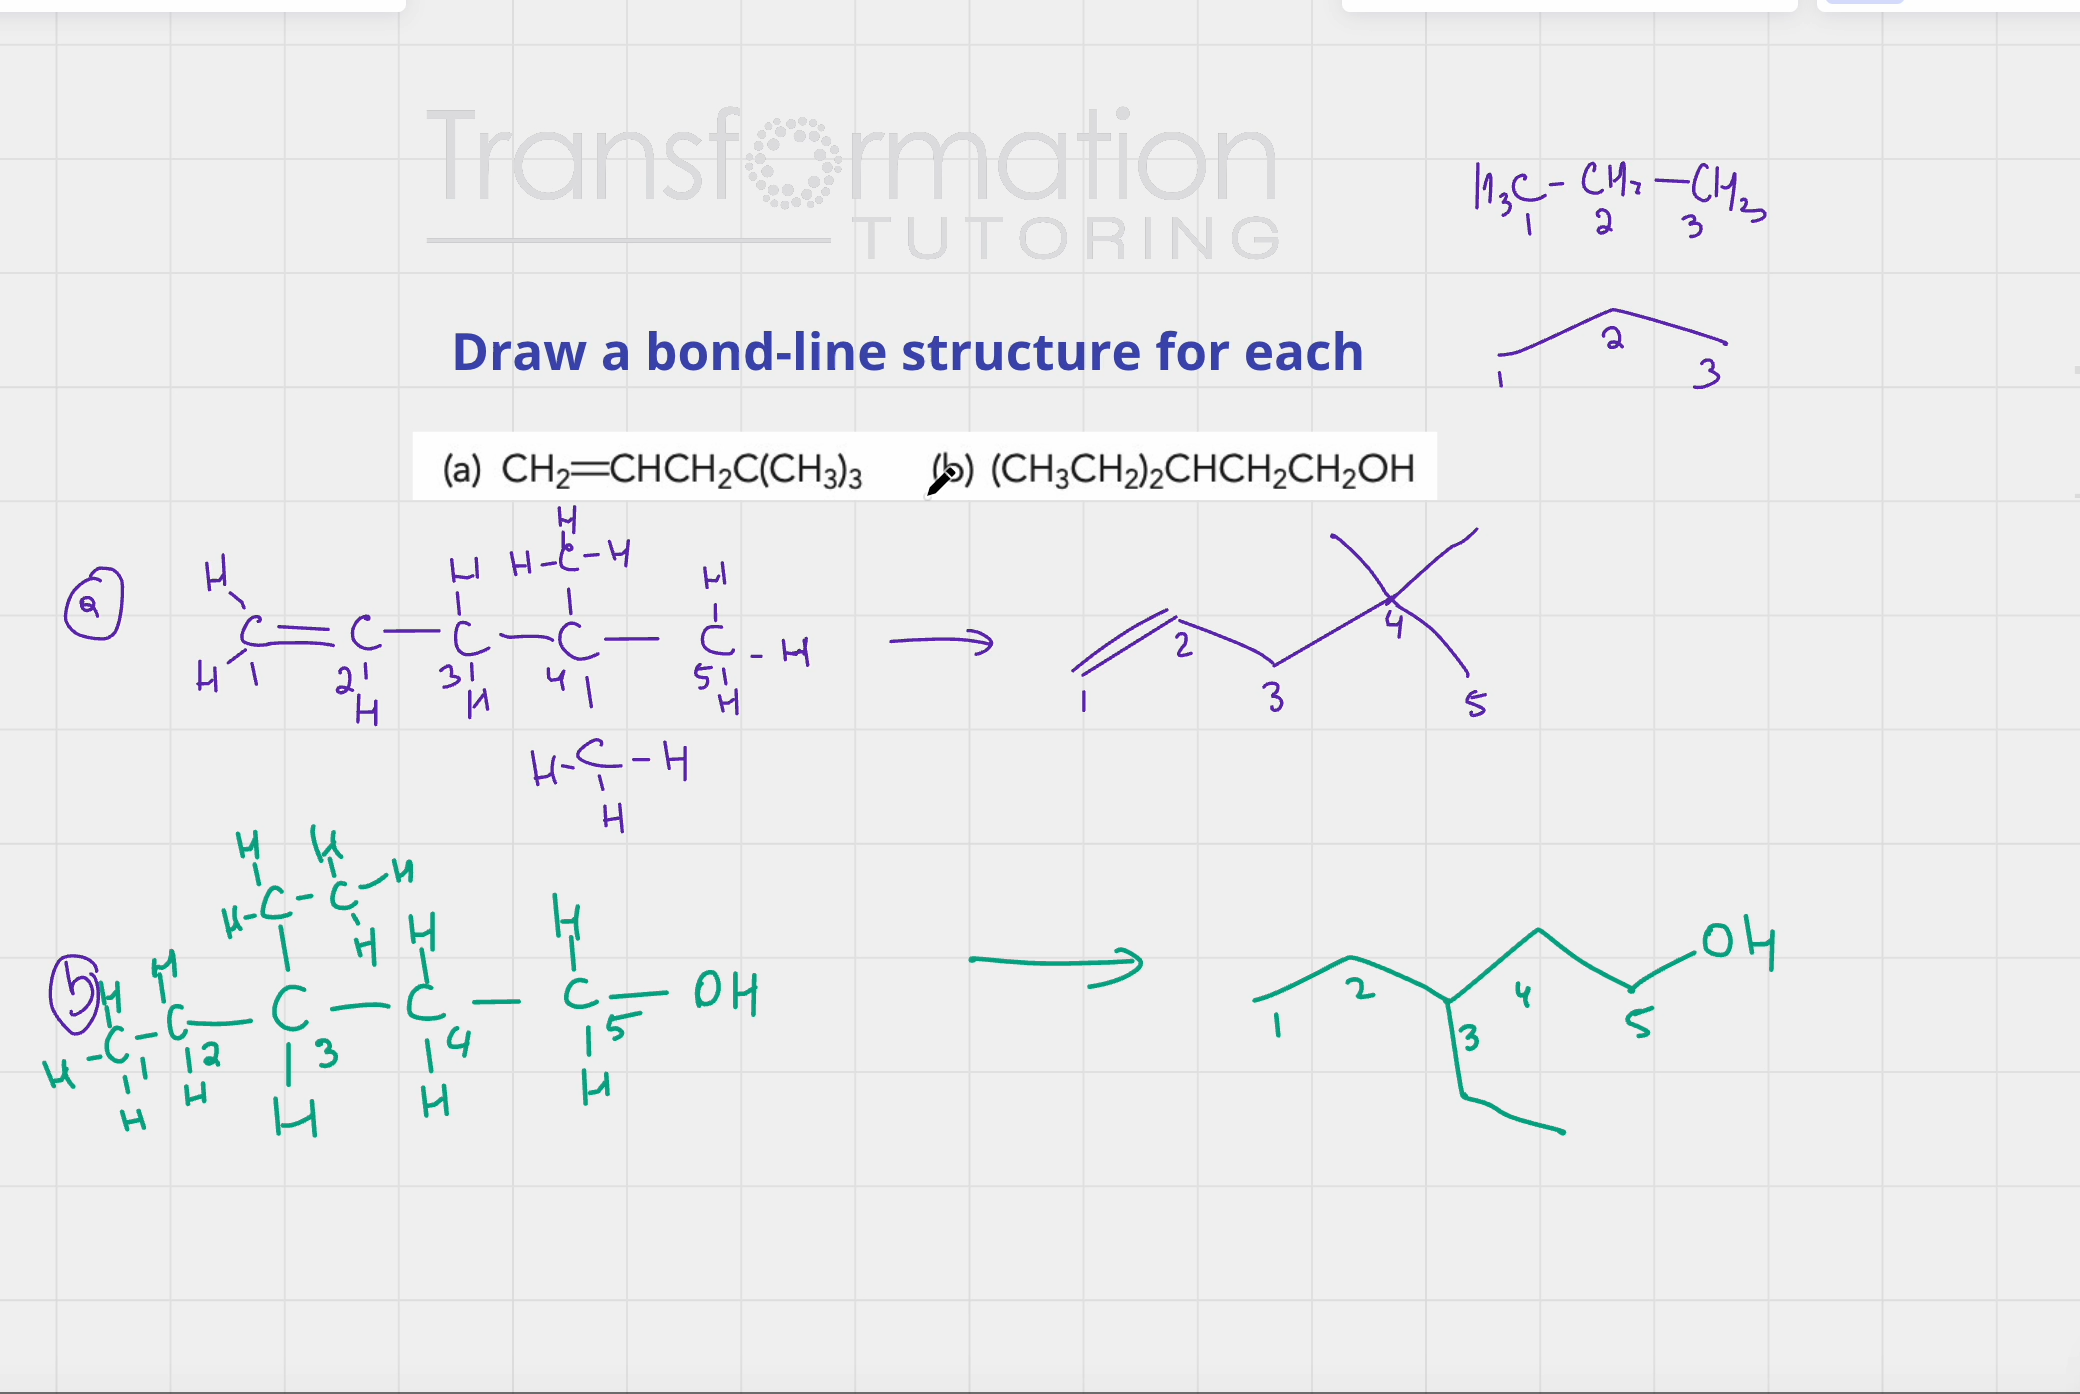 Transformation
TUTORING
H₃C - CH₂ — CH₃
1 2 3
2
1 3
Draw a bond-line structure for each
(a) CH₂=CHCH₂C(CH₃)₃ (b) (CH₃CH₂)₂CHCH₂CH₂OH
H
H - C - H
H H H
a
C = C — C — C — C - H
H 1 2 3 4 5
H H H
H - C - H
H
2 4
1 3 5
H H
H - C - C - H
H
b
H H H H
H - C - C — C — C — C — OH
1 2 3 4 5
H H H H H
OH
2 4
1 3 5